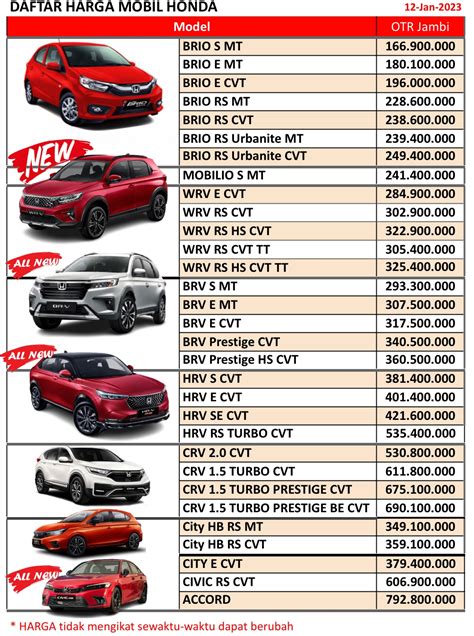 DAFTAR HARGA MOBIL HONDA 12-Jan-2023
Model OTR Jambi
BRIO S MT 166.900.000
BRIO E MT 180.100.000
BRIO E CVT 196.000.000
BRIO RS MT 228.600.000
BRIO RS CVT 238.600.000
BRIO RS Urbanite MT 239.400.000
BRIO RS Urbanite CVT 249.400.000
NEW
MOBILIO S MT 241.400.000
WRV E CVT 284.900.000
WRV RS CVT 302.900.000
WRV RS HS CVT 322.900.000
WRV RS CVT TT 305.400.000
ALL NEW
WRV RS HS CVT TT 325.400.000
BRV S MT 293.300.000
BRV E MT 307.500.000
BRV E CVT 317.500.000
BRV Prestige CVT 340.500.000
ALL NEW
BRV Prestige HS CVT 360.500.000
HRV S CVT 381.400.000
HRV E CVT 401.400.000
HRV SE CVT 421.600.000
HRV RS TURBO CVT 535.400.000
CRV 2.0 CVT 530.800.000
CRV 1.5 TURBO CVT 611.800.000
CRV 1.5 TURBO PRESTIGE CVT 675.100.000
CRV 1.5 TURBO PRESTIGE BE CVT 690.100.000
City HB RS MT 349.100.000
City HB RS CVT 359.100.000
CITY E CVT 379.400.000
ALL NEW
CIVIC RS CVT 606.900.000
ACCORD 792.800.000
* HARGA tidak mengikat sewaktu-waktu dapat berubah